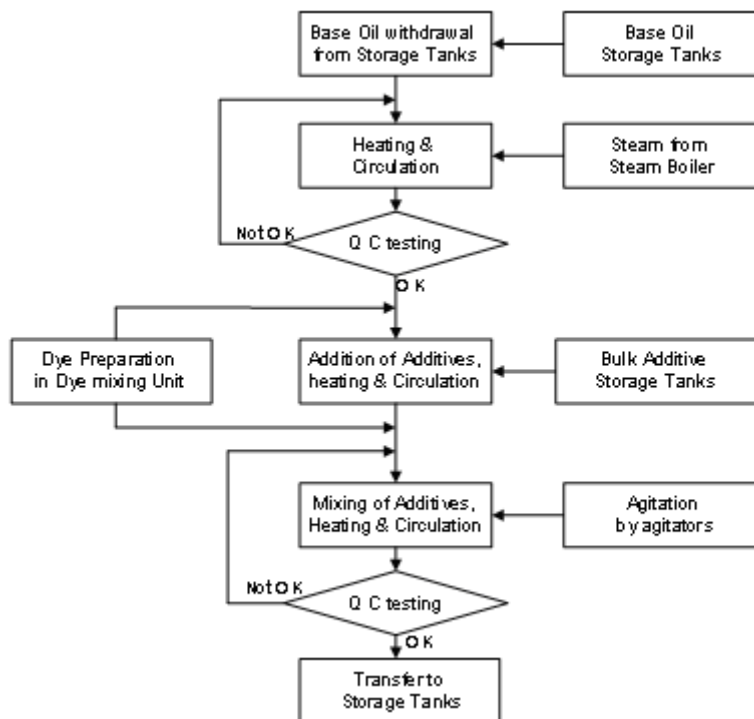 Base Oil withdrawal
from Storage Tanks
Base Oil
Storage Tanks
Heating &
Circulation
Steam from
Steam Boiler
Not O K
Q C testing
O K
Dye Preparation
in Dye mixing Unit
Addition of Additives,
heating & Circulation
Bulk Additive
Storage Tanks
Mixing of Additives,
Heating & Circulation
Agitation
by agitators
Not O K
Q C testing
O K
Transfer to
Storage Tanks